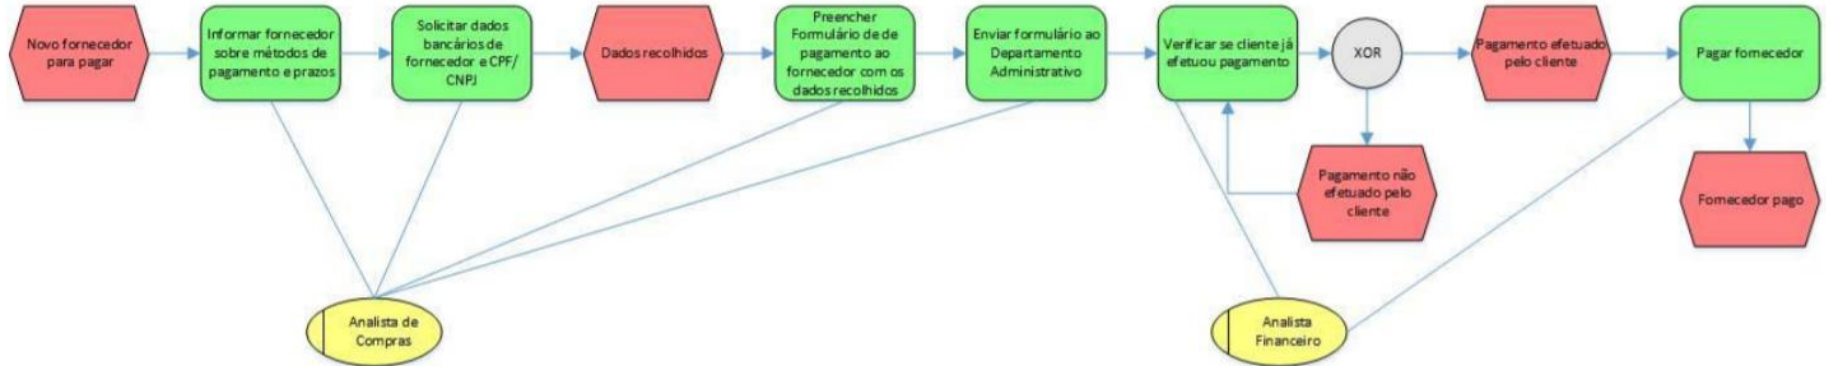 Novo fornecedor
para pagar
Informar fornecedor
sobre métodos de
pagamento e prazos
Solicitar dados
bancários de
fornecedor e CPF/
CNPJ
Dados recolhidos
Preencher
Formulário de de
pagamento ao
fornecedor com os
dados recolhidos
Enviar formulário ao
Departamento
Administrativo
Verificar se cliente já
efetuou pagamento
XOR
Pagamento efetuado
pelo cliente
Pagar fornecedor
Pagamento não
efetuado pelo
cliente
Fornecedor pago
Analista de
Compras
Analista
Financeiro